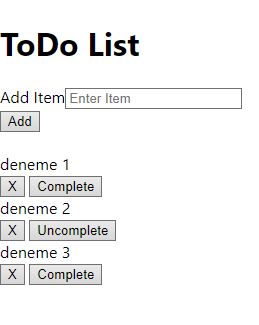 ToDo List
Add Item Enter Item
Add
deneme 1
X Complete
deneme 2
X Uncomplete
deneme 3
X Complete